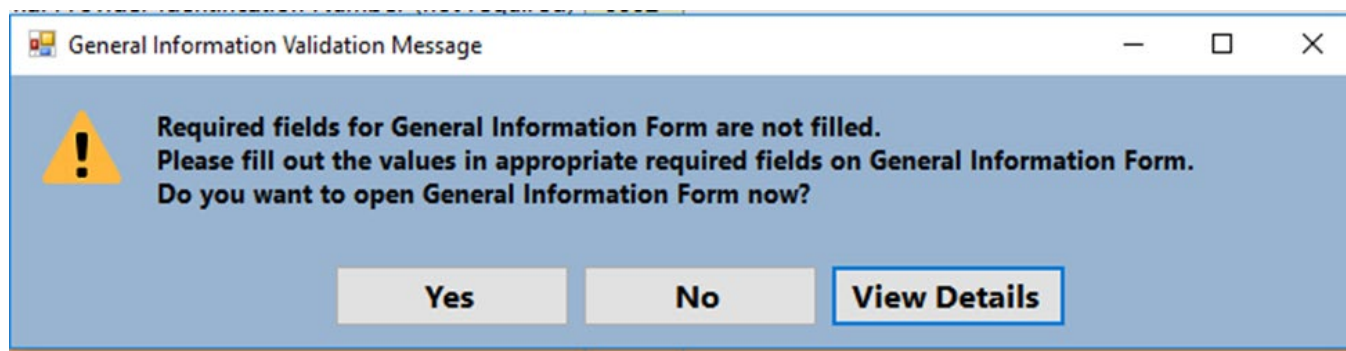 General Information Validation Message
Required fields for General Information Form are not filled.
Please fill out the values in appropriate required fields on General Information Form.
Do you want to open General Information Form now?
Yes No View Details